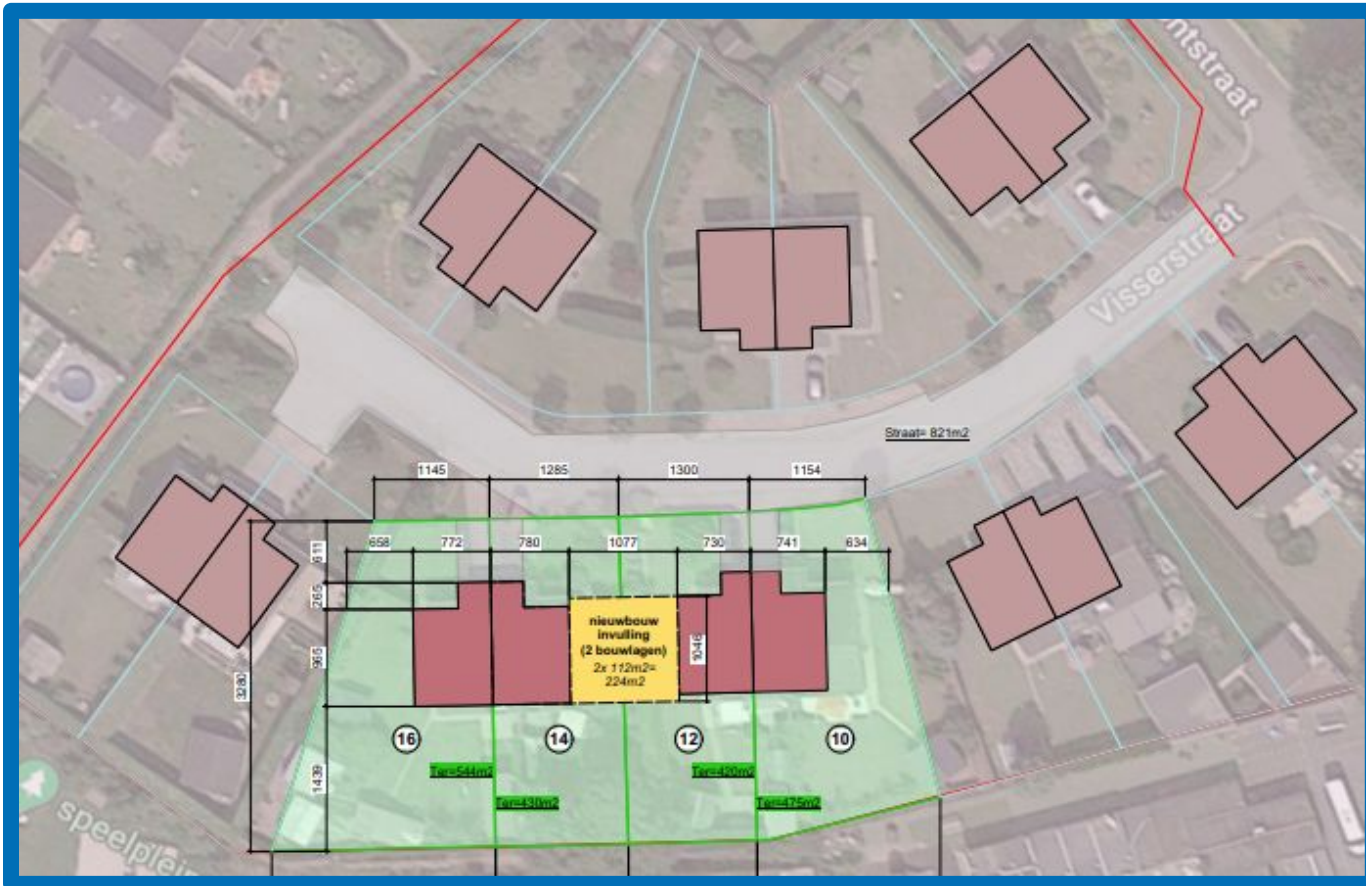 ntstraat
Visserstraat
Straat= 821m2
1145
1285
1300
1154
658
772
780
1077
730
741
634
611
265
965
3280
1439
nieuwbouw
invulling
(2 bouwlagen)
2x 112m2=
224m2
1046
16
14
12
10
Ter=544m2
Ter=430m2
Ter=420m2
Ter=475m2
speelplein